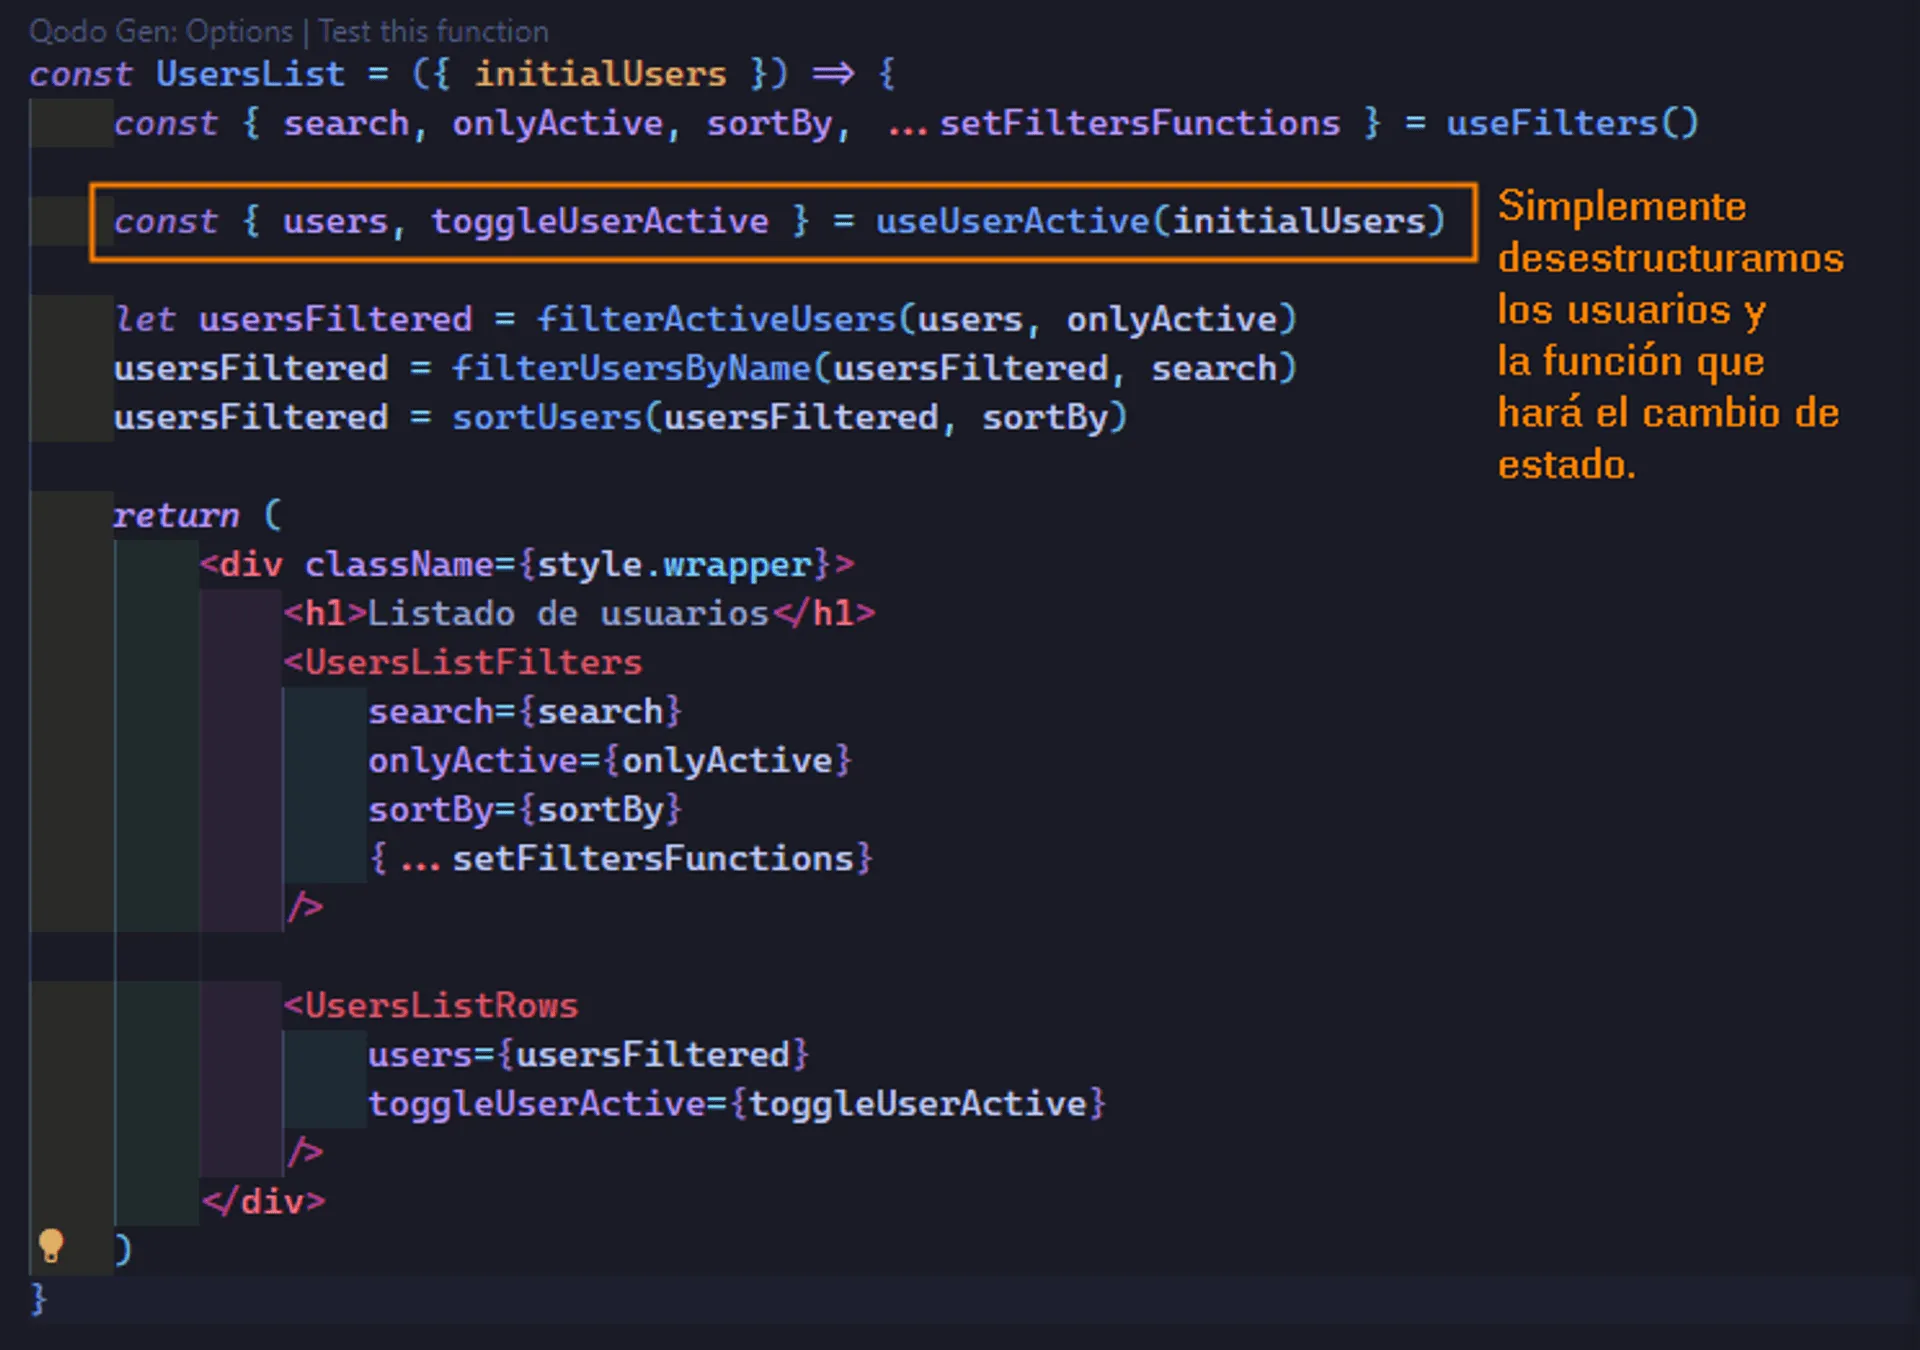 Qodo Gen: Options | Test this function
const UsersList = ({ initialUsers }) => {
const { search, onlyActive, sortBy, ...setFiltersFunctions } = useFilters()
const { users, toggleUserActive } = useUserActive(initialUsers)
Simplemente
desestructuramos
los usuarios y
la función que
hará el cambio de
estado.
let usersFiltered = filterActiveUsers(users, onlyActive)
usersFiltered = filterUsersByName(usersFiltered, search)
usersFiltered = sortUsers(usersFiltered, sortBy)
return (
<div className={style.wrapper}>
<h1>Listado de usuarios</h1>
<UsersListFilters
search={search}
onlyActive={onlyActive}
sortBy={sortBy}
{...setFiltersFunctions}
/>
<UsersListRows
users={usersFiltered}
toggleUserActive={toggleUserActive}
/>
</div>
)
}